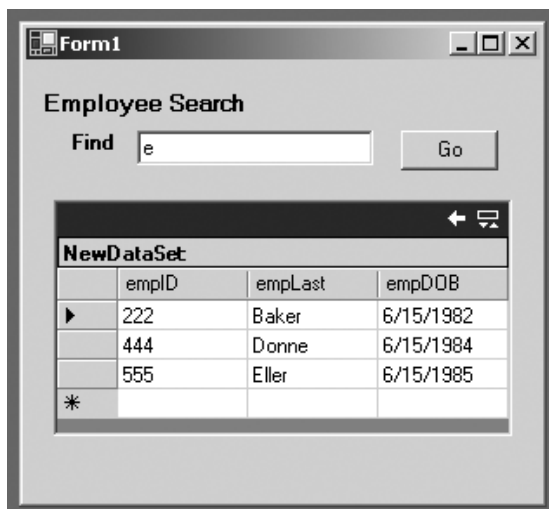 Form1
Employee Search
Find e Go
NewDataSet
empID empLast empDOB
222 Baker 6/15/1982
444 Donne 6/15/1984
555 Eller 6/15/1985
*